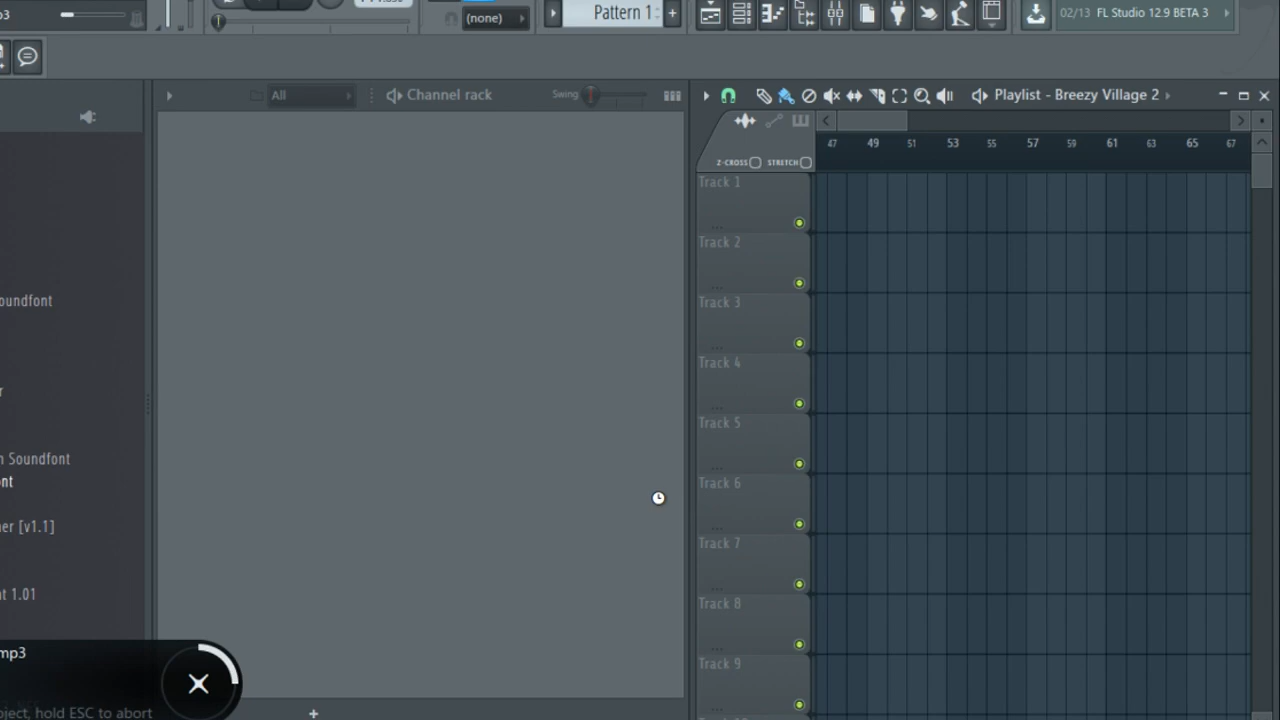 p3
(none)
Pattern 1
02/13 FL Studio 12.9 BETA 3
All
Channel rack
Swing
Playlist - Breezy Village 2
47 49 51 53 55 57 59 61 63 65 67
Z-CROSS STRETCH
Track 1
Track 2
Track 3
Track 4
Track 5
Track 6
Track 7
Track 8
Track 9
oundfont
r
n Soundfont
ont
er [v1.1]
nt 1.01
mp3
oject, hold ESC to abort